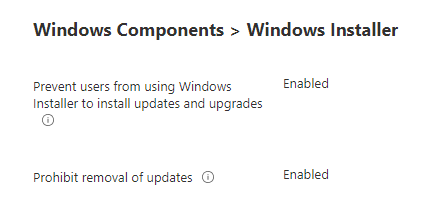 Windows Components > Windows Installer
Prevent users from using Windows
Installer to install updates and upgrades
Enabled
Prohibit removal of updates
Enabled